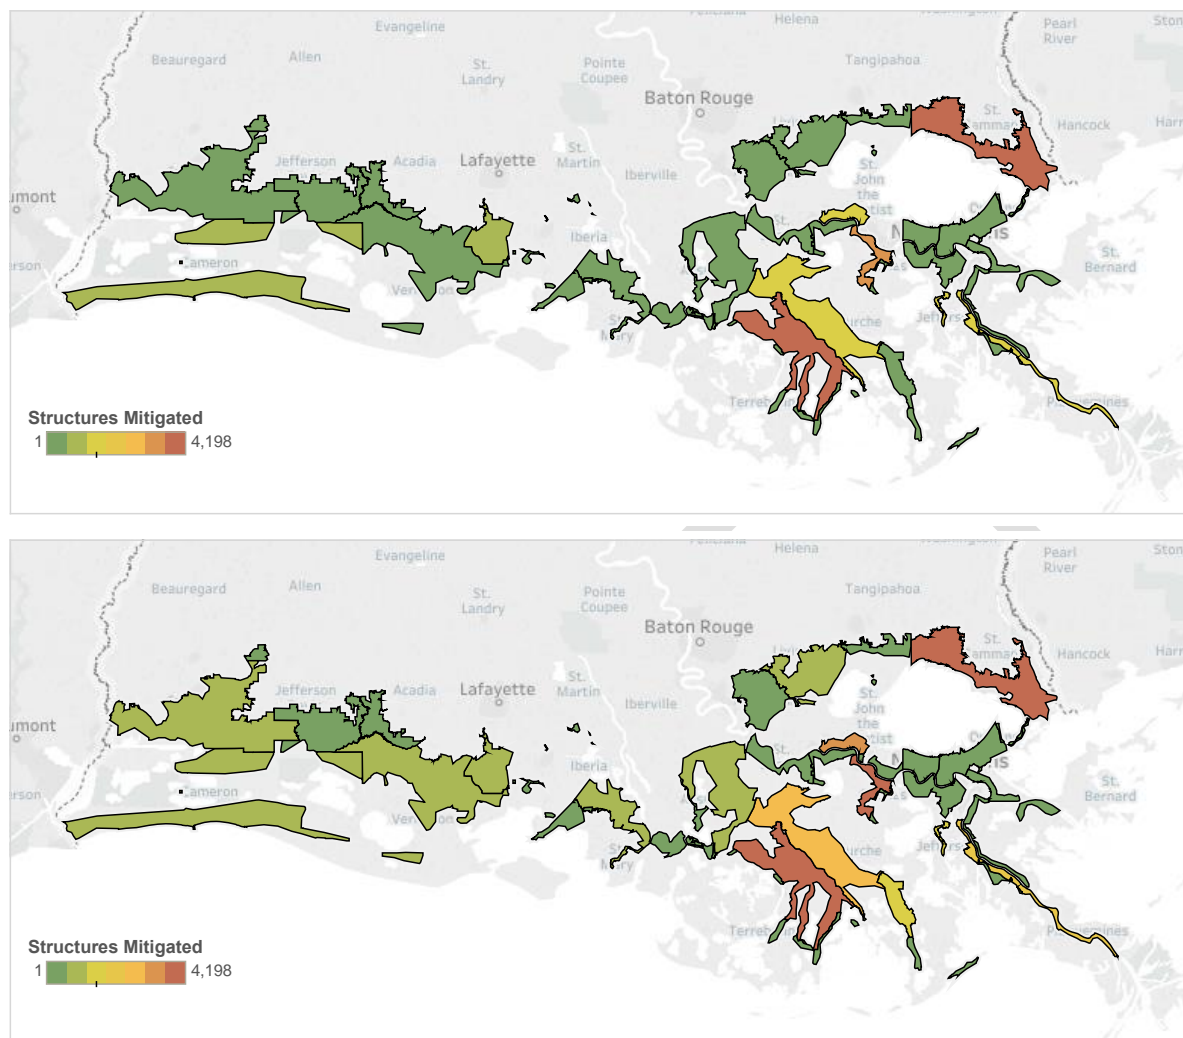 Evangeline
Helena
Pearl
River
Beauregard
Allen
St.
Landry
Pointe
Coupee
Tangipahoa
Baton Rouge
St.
Hancock
Jefferson
Acadia
Lafayette
St.
Martin
Iberville
St.
John
the
Iberia
Cameron
St.
Bernard
Structures Mitigated
1
4,198
Evangeline
Helena
Pearl
River
Beauregard
Allen
St.
Landry
Pointe
Coupee
Tangipahoa
Baton Rouge
St.
Hancock
Jefferson
Acadia
Lafayette
St.
Martin
Iberville
St.
John
the
Iberia
Cameron
St.
Bernard
Structures Mitigated
1
4,198